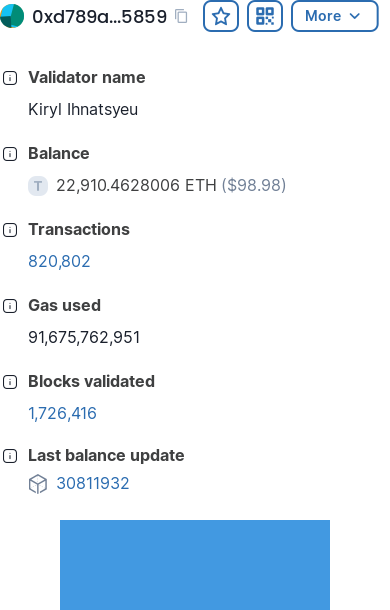 0xd789a...5859
More
Validator name
Kiryl Ihnatsyeu
Balance
T 22,910.4628006 ETH ($98.98)
Transactions
820,802
Gas used
91,675,762,951
Blocks validated
1,726,416
Last balance update
30811932